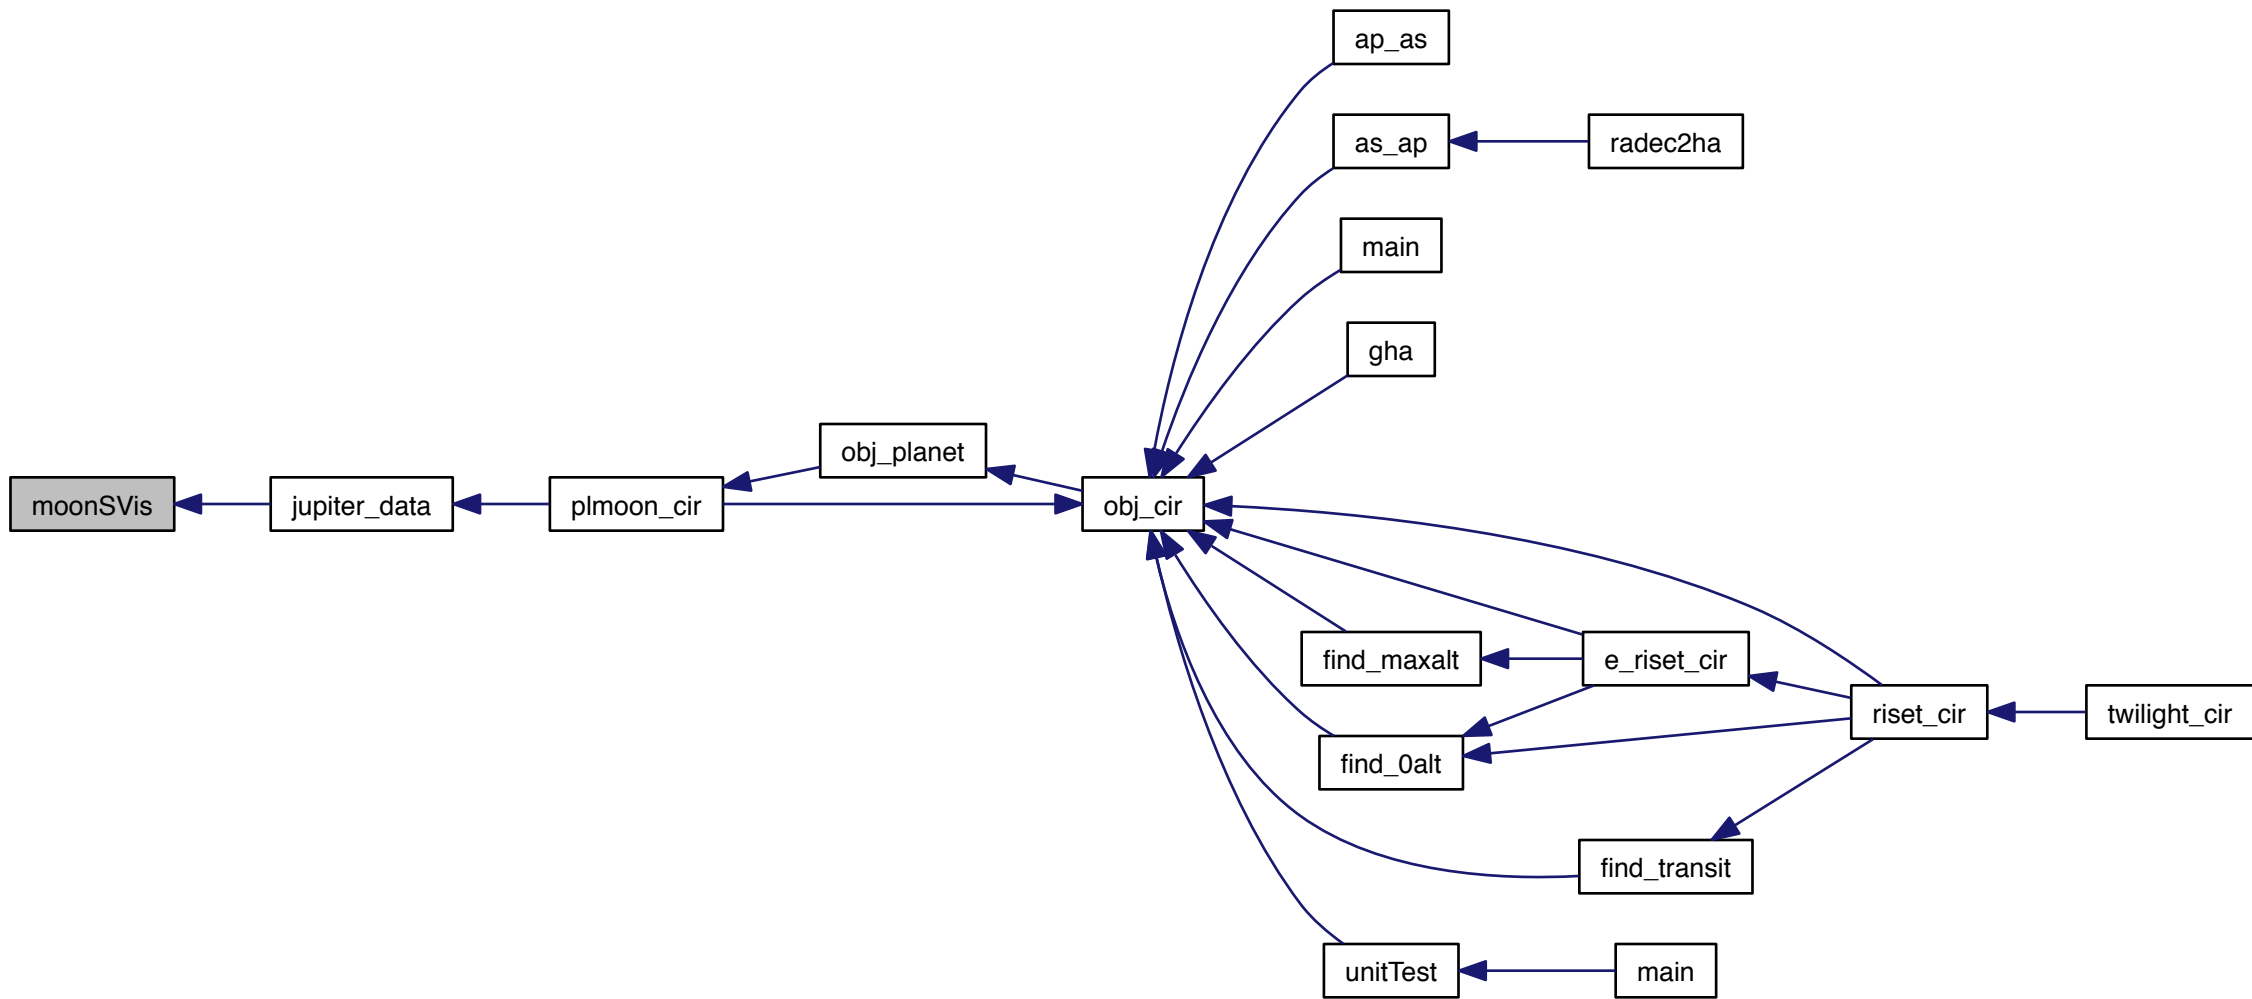 ap_as
as_ap
radec2ha
main
gha
obj_planet
moonSVis
jupiter_data
plmoon_cir
obj_cir
find_maxalt
e_riset_cir
riset_cir
twilight_cir
find_0alt
find_transit
unitTest
main